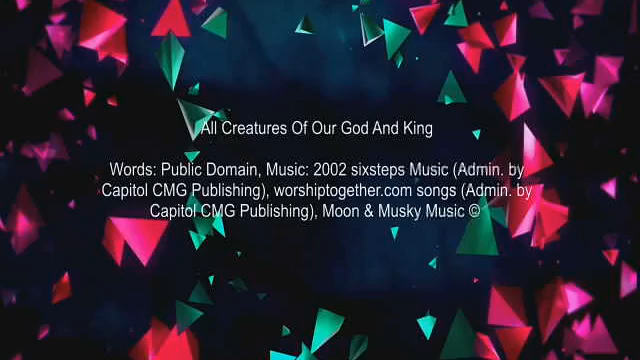 All Creatures Of Our God And King
Words: Public Domain, Music: 2002 sixsteps Music (Admin. by
Capitol CMG Publishing), worshiptogether.com songs (Admin. by
Capitol CMG Publishing), Moon & Musky Music ©